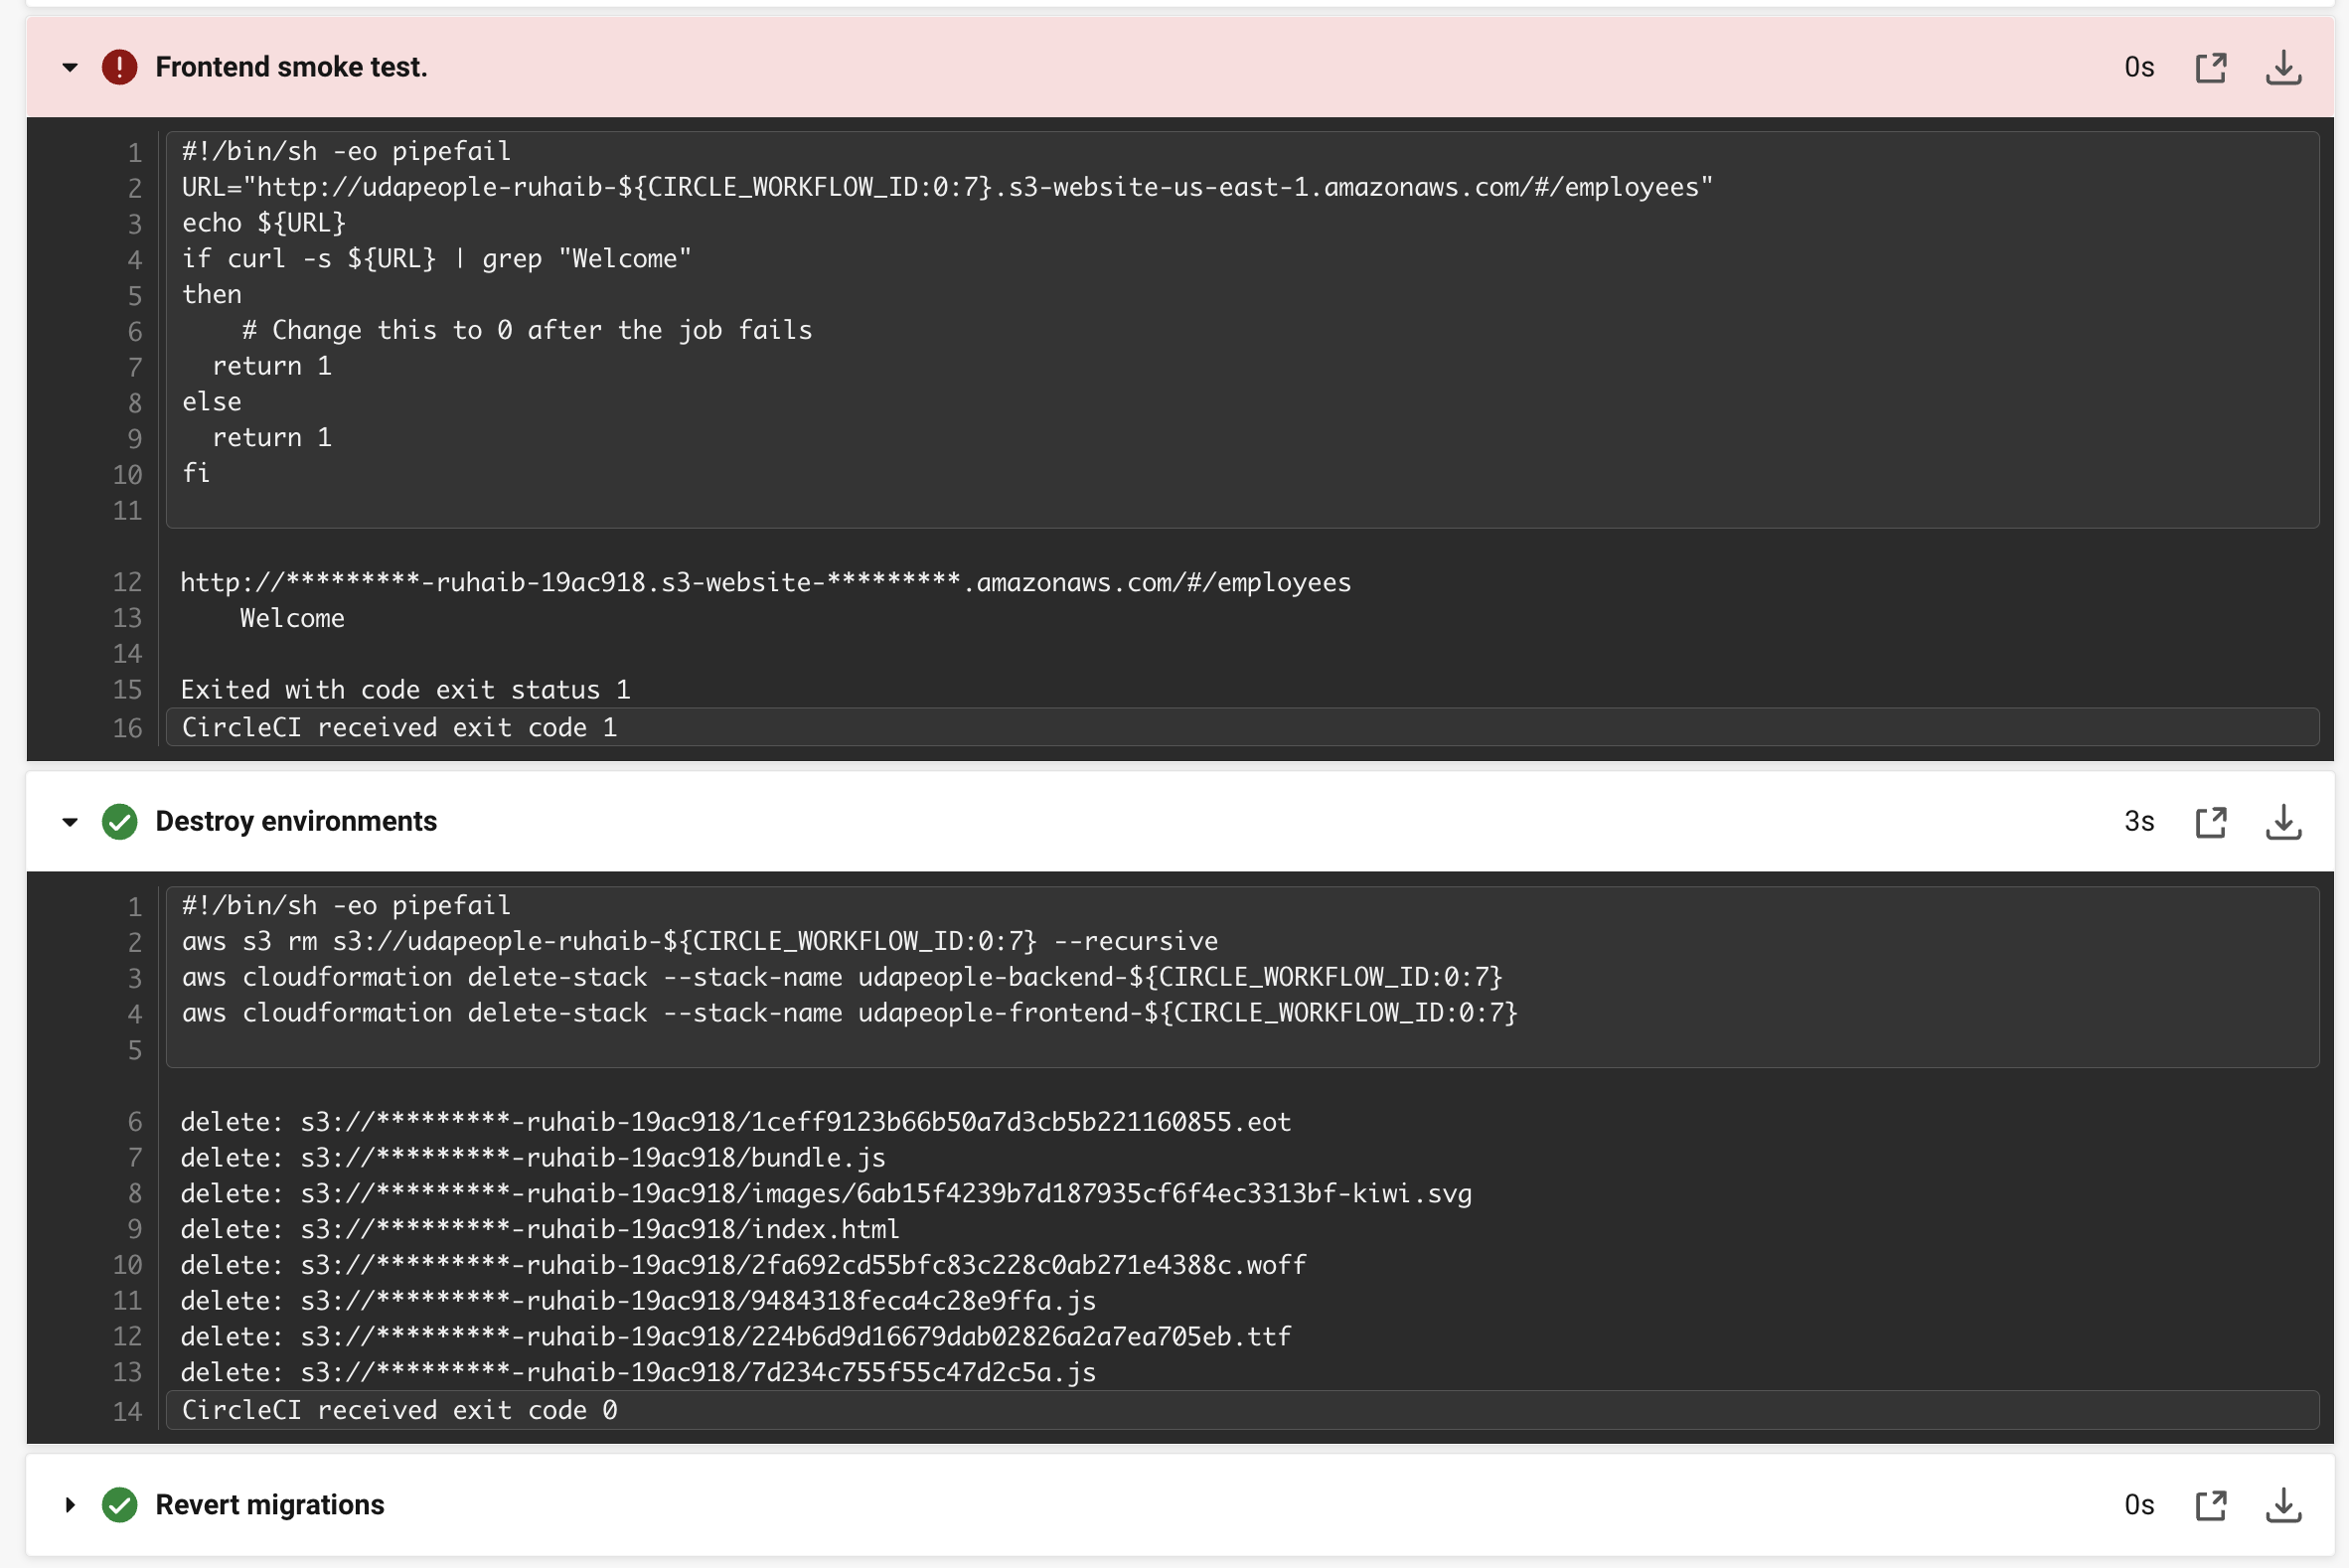 Frontend smoke test. 0s
1 #!/bin/sh -eo pipefail
2 URL="http://udapeople-ruhaib-${CIRCLE_WORKFLOW_ID:0:7}.s3-website-us-east-1.amazonaws.com/#/employees"
3 echo ${URL}
4 if curl -s ${URL} | grep "Welcome"
5 then
6     # Change this to 0 after the job fails
7   return 1
8 else
9   return 1
10 fi
11
12 http://*********-ruhaib-19ac918.s3-website-*********.amazonaws.com/#/employees
13     Welcome
14
15 Exited with code exit status 1
16 CircleCI received exit code 1
Destroy environments 3s
1 #!/bin/sh -eo pipefail
2 aws s3 rm s3://udapeople-ruhaib-${CIRCLE_WORKFLOW_ID:0:7} --recursive
3 aws cloudformation delete-stack --stack-name udapeople-backend-${CIRCLE_WORKFLOW_ID:0:7}
4 aws cloudformation delete-stack --stack-name udapeople-frontend-${CIRCLE_WORKFLOW_ID:0:7}
5
6 delete: s3://*********-ruhaib-19ac918/1ceff9123b66b50a7d3cb5b221160855.eot
7 delete: s3://*********-ruhaib-19ac918/bundle.js
8 delete: s3://*********-ruhaib-19ac918/images/6ab15f4239b7d187935cf6f4ec3313bf-kiwi.svg
9 delete: s3://*********-ruhaib-19ac918/index.html
10 delete: s3://*********-ruhaib-19ac918/2fa692cd55bfc83c228c0ab271e4388c.woff
11 delete: s3://*********-ruhaib-19ac918/9484318feca4c28e9ffa.js
12 delete: s3://*********-ruhaib-19ac918/224b6d9d16679dab02826a2a7ea705eb.ttf
13 delete: s3://*********-ruhaib-19ac918/7d234c755f55c47d2c5a.js
14 CircleCI received exit code 0
Revert migrations 0s